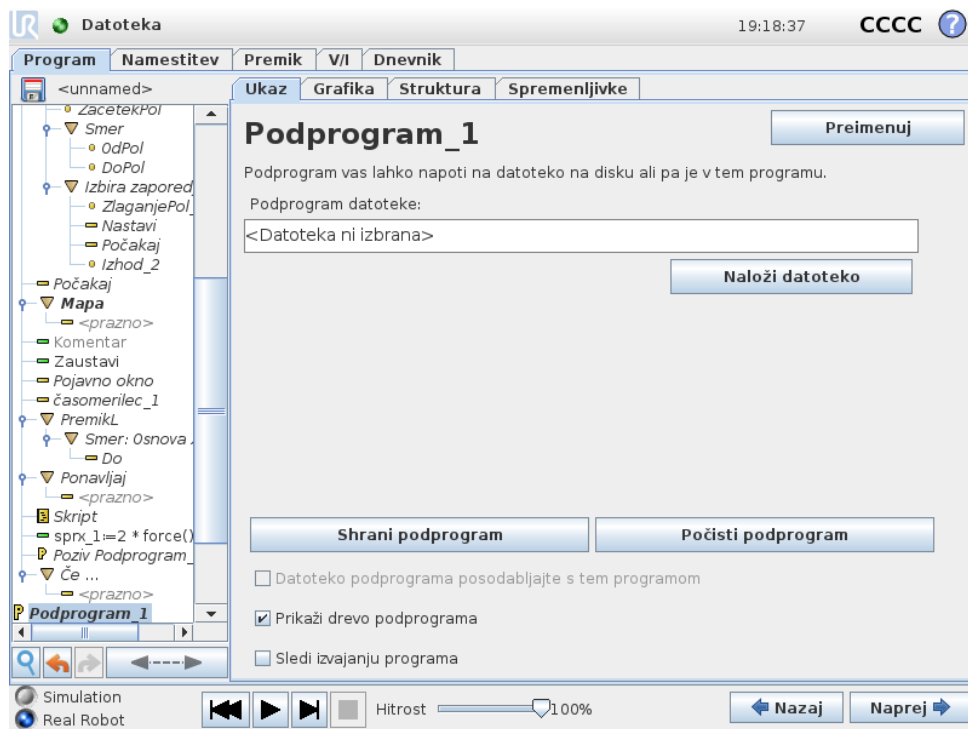 UR Datoteka 19:18:37 CCCC ?
Program Namestitev Premik V/I Dnevnik
<unnamed>
Ukaz Grafika Struktura Spremenljivke
ZacetekPol
Smer
OdPol
DoPol
Izbira zapored
ZlaganjePol_
Nastavi
Počakaj
Izhod_2
Počakaj
Mapa
<prazno>
Komentar
Zaustavi
Pojavno okno
časomerilec_1
PremikL
Smer: Osnova
Do
Ponavljaj
<prazno>
Skript
sprx_1:=2 * force()
Poziv Podprogram_
Če ...
<prazno>
Podprogram_1
Podprogram_1
Preimenuj
Podprogram vas lahko napoti na datoteko na disku ali pa je v tem programu.
Podprogram datoteke:
<Datoteka ni izbrana>
Naloži datoteko
Shrani podprogram
Počisti podprogram
Datoteko podprograma posodabljajte s tem programom
Prikaži drevo podprograma
Sledi izvajanju programa
Simulation
Real Robot
Hitrost 100%
Nazaj
Naprej